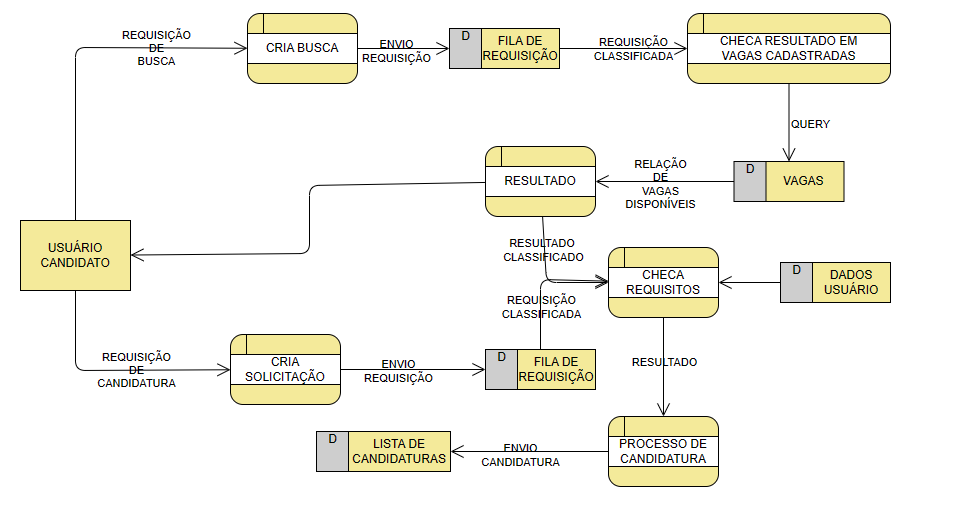 REQUISIÇÃO
DE
BUSCA
CRIA BUSCA
ENVIO
REQUISIÇÃO
D
FILA DE
REQUISIÇÃO
REQUISIÇÃO
CLASSIFICADA
CHECA RESULTADO EM
VAGAS CADASTRADAS
QUERY
D
VAGAS
RELAÇÃO
DE
VAGAS
DISPONÍVEIS
RESULTADO
USUÁRIO
CANDIDATO
RESULTADO
CLASSIFICADO
CHECA
REQUISITOS
D
DADOS
USUÁRIO
REQUISIÇÃO
CLASSIFICADA
REQUISIÇÃO
DE
CANDIDATURA
CRIA
SOLICITAÇÃO
ENVIO
REQUISIÇÃO
D
FILA DE
REQUISIÇÃO
RESULTADO
PROCESSO DE
CANDIDATURA
ENVIO
CANDIDATURA
D
LISTA DE
CANDIDATURAS